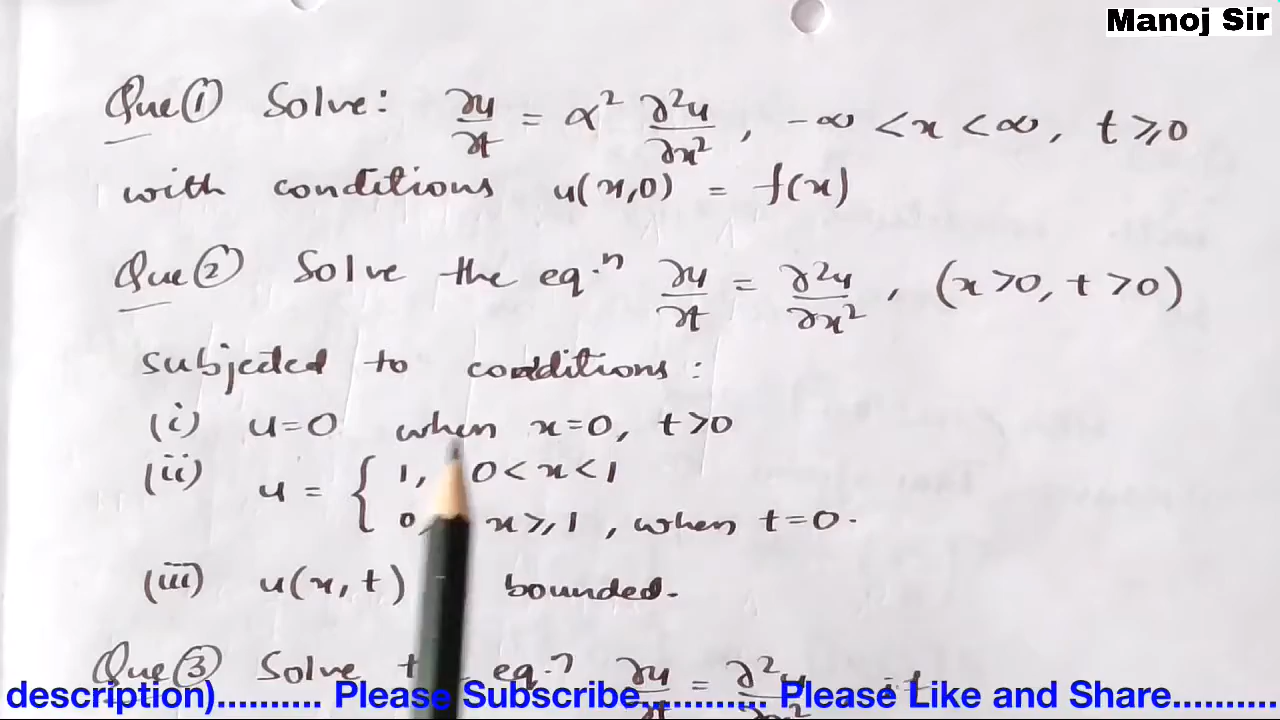 Manoj Sir
Que① Solve: ∂u/∂t = α² ∂²u/∂x², -∞ < x < ∞, t ≥ 0
with conditions u(x,0) = f(x)
Que② Solve the eq.ⁿ ∂u/∂t = ∂²u/∂x², (x>0, t>0)
subjected to conditions:
(i) u=0 when x=0, t>0
(ii) u = { 1, 0<x<1
0, x≥1, when t=0.
(iii) u(x,t) bounded.
Que③ Solve eq.ⁿ ∂u/∂t = ∂²u/∂x²
description).......... Please Subscribe............. Please Like and Share..........